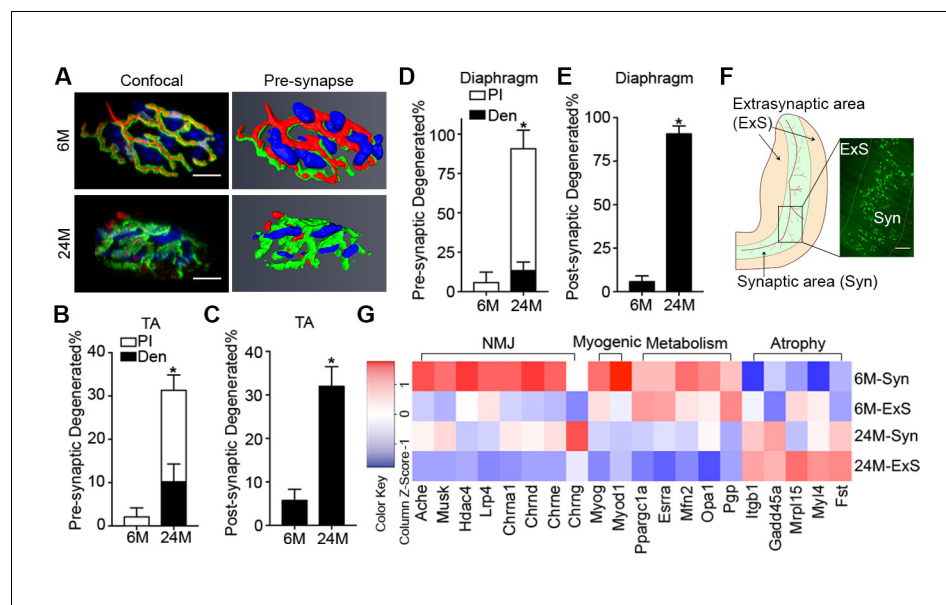 A
Confocal
Pre-synapse
6M
24M
B
TA
PI
Den
Pre-synaptic Degenerated%
40
30
20
10
0
*
6M 24M
C
TA
Post-synaptic Degenerated%
40
30
20
10
0
*
6M 24M
D
Diaphragm
PI
Den
Pre-synaptic Degenerated%
100
75
50
25
0
*
6M 24M
E
Diaphragm
Post-synaptic Degenerated%
100
75
50
25
0
*
6M 24M
F
Extrasynaptic area
(ExS)
ExS
Syn
Synaptic area (Syn)
G
NMJ
Myogenic
Metabolism
Atrophy
1
0
-1
Color Key
Column Z-Score
6M-Syn
6M-ExS
24M-Syn
24M-ExS
Ache
Musk
Hdac4
Lrp4
Chrna1
Chrnd
Chrne
Chrng
Myog
Myod1
Ppargc1a
Esrra
Mfn2
Opa1
Pgp
Itgb1
Gadd45a
Mrpl15
Myl4
Fst